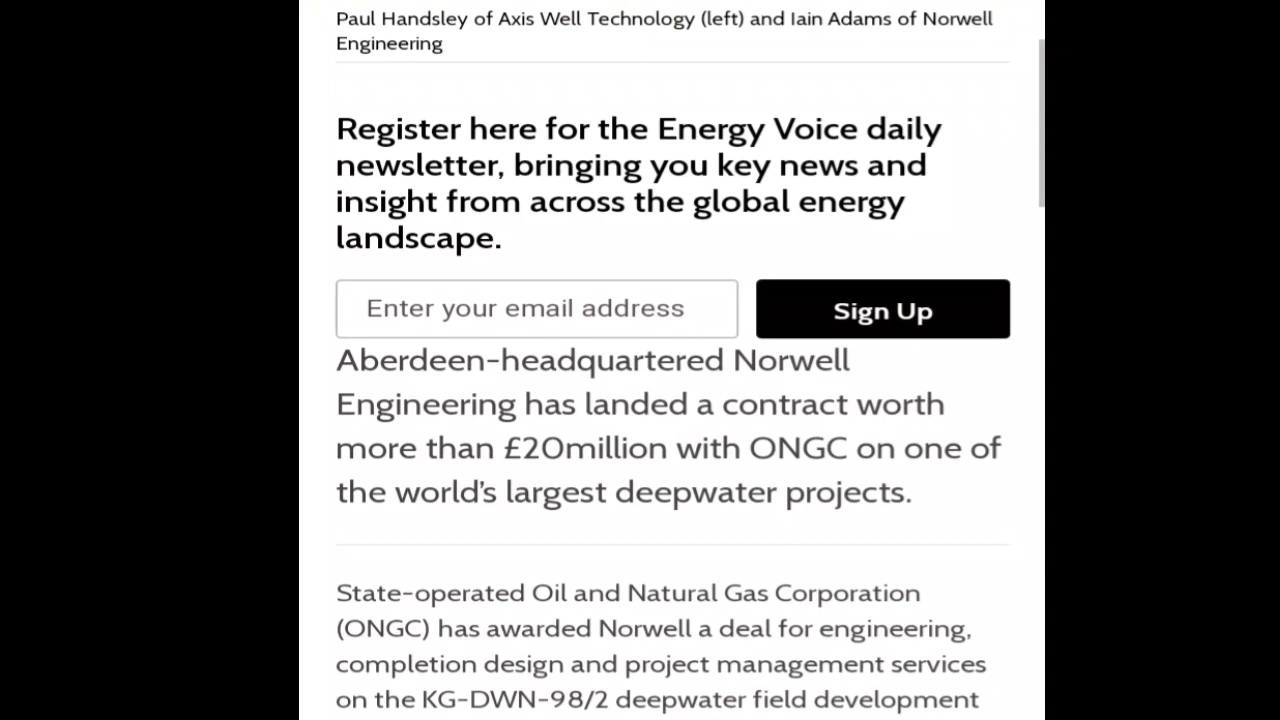 Paul Handsley of Axis Well Technology (left) and Iain Adams of Norwell
Engineering
Register here for the Energy Voice daily
newsletter, bringing you key news and
insight from across the global energy
landscape.
Enter your email address
Sign Up
Aberdeen-headquartered Norwell
Engineering has landed a contract worth
more than £20million with ONGC on one of
the world's largest deepwater projects.
State-operated Oil and Natural Gas Corporation
(ONGC) has awarded Norwell a deal for engineering,
completion design and project management services
on the KG-DWN-98/2 deepwater field development